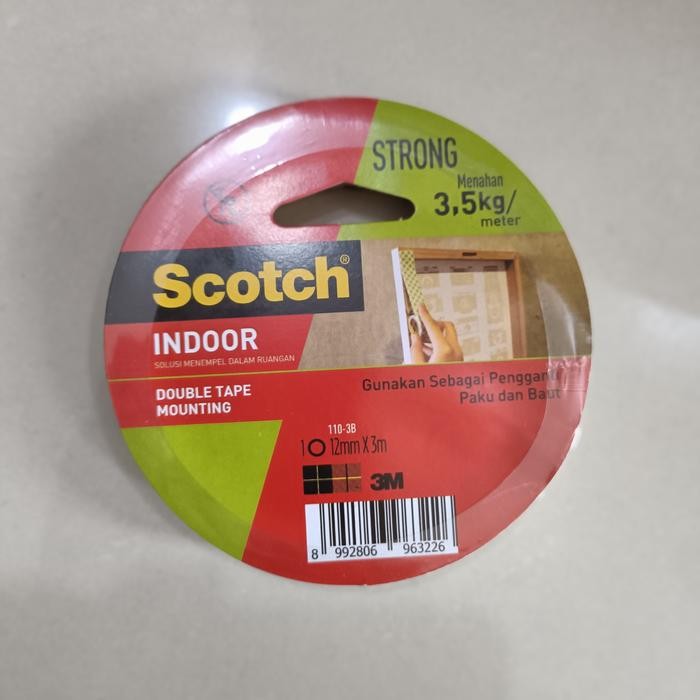 STRONG
Menahan
3,5kg/
meter
Scotch®
INDOOR
SOLUSI MENEMPEL DALAM RUANGAN
DOUBLE TAPE
MOUNTING
Gunakan Sebagai Pengganti
Paku dan Baut
110-3B
1 12mm X 3m
3M
8 992806 963226